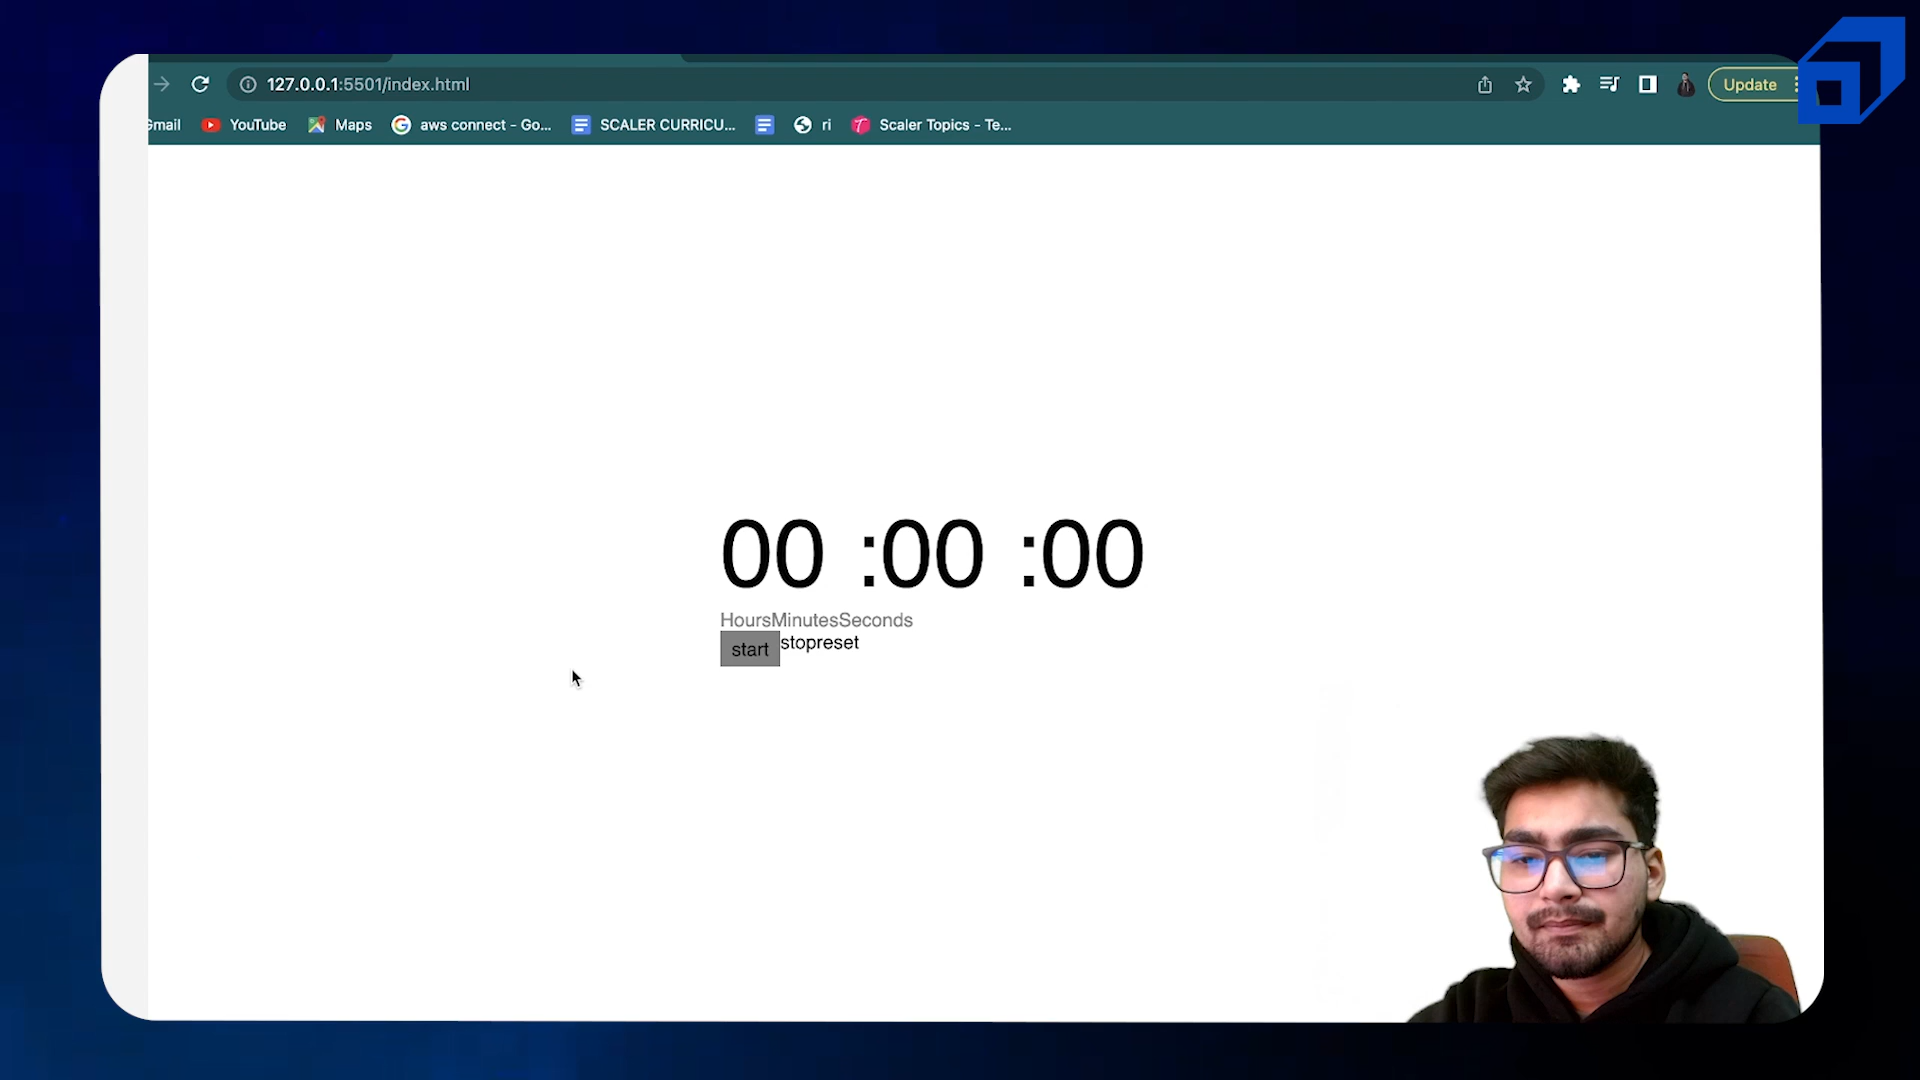 127.0.0.1:5501/index.html
Update
Gmail YouTube Maps aws connect - Go... SCALER CURRICU... ri Scaler Topics - Te...
00 :00 :00
HoursMinutesSeconds
start stopreset